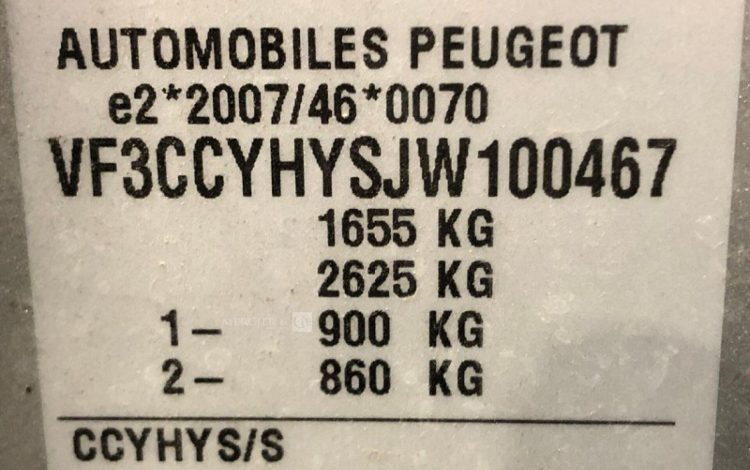 AUTOMOBILES PEUGEOT
e2*2007/46*0070
VF3CCYHYSJW100467
1655 KG
2625 KG
1- 900 KG
2- 860 KG
CCYHYS/S